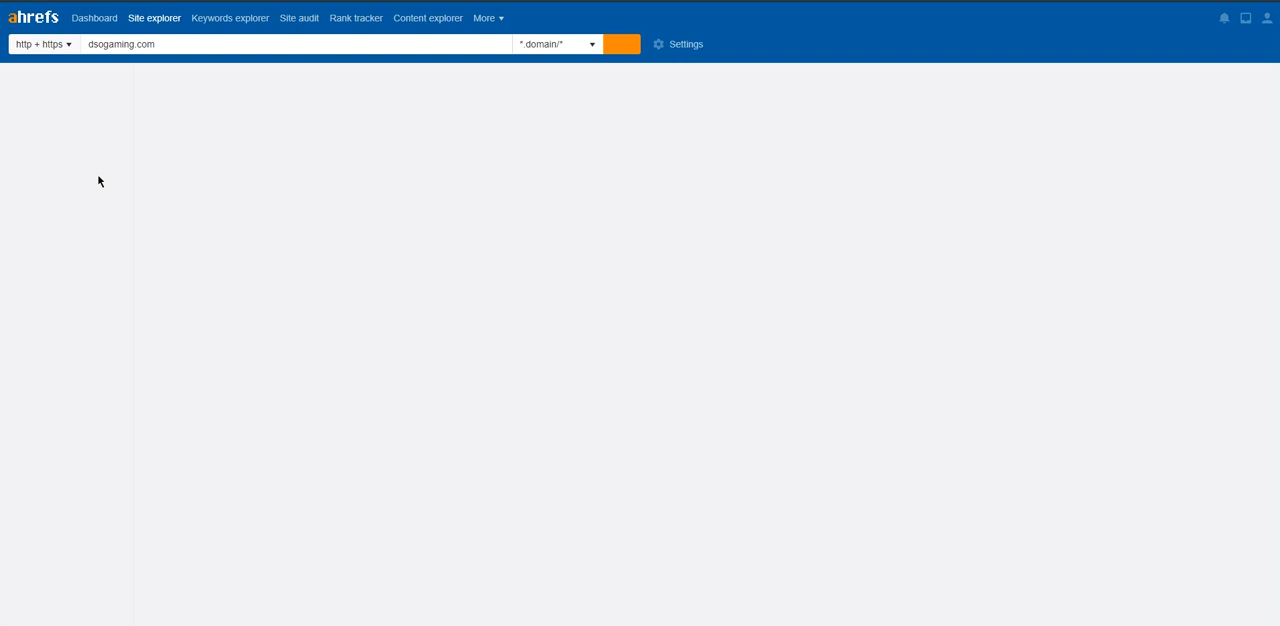 ahrefs Dashboard Site explorer Keywords explorer Site audit Rank tracker Content explorer More
http + https dsogaming.com *.domain/* Settings